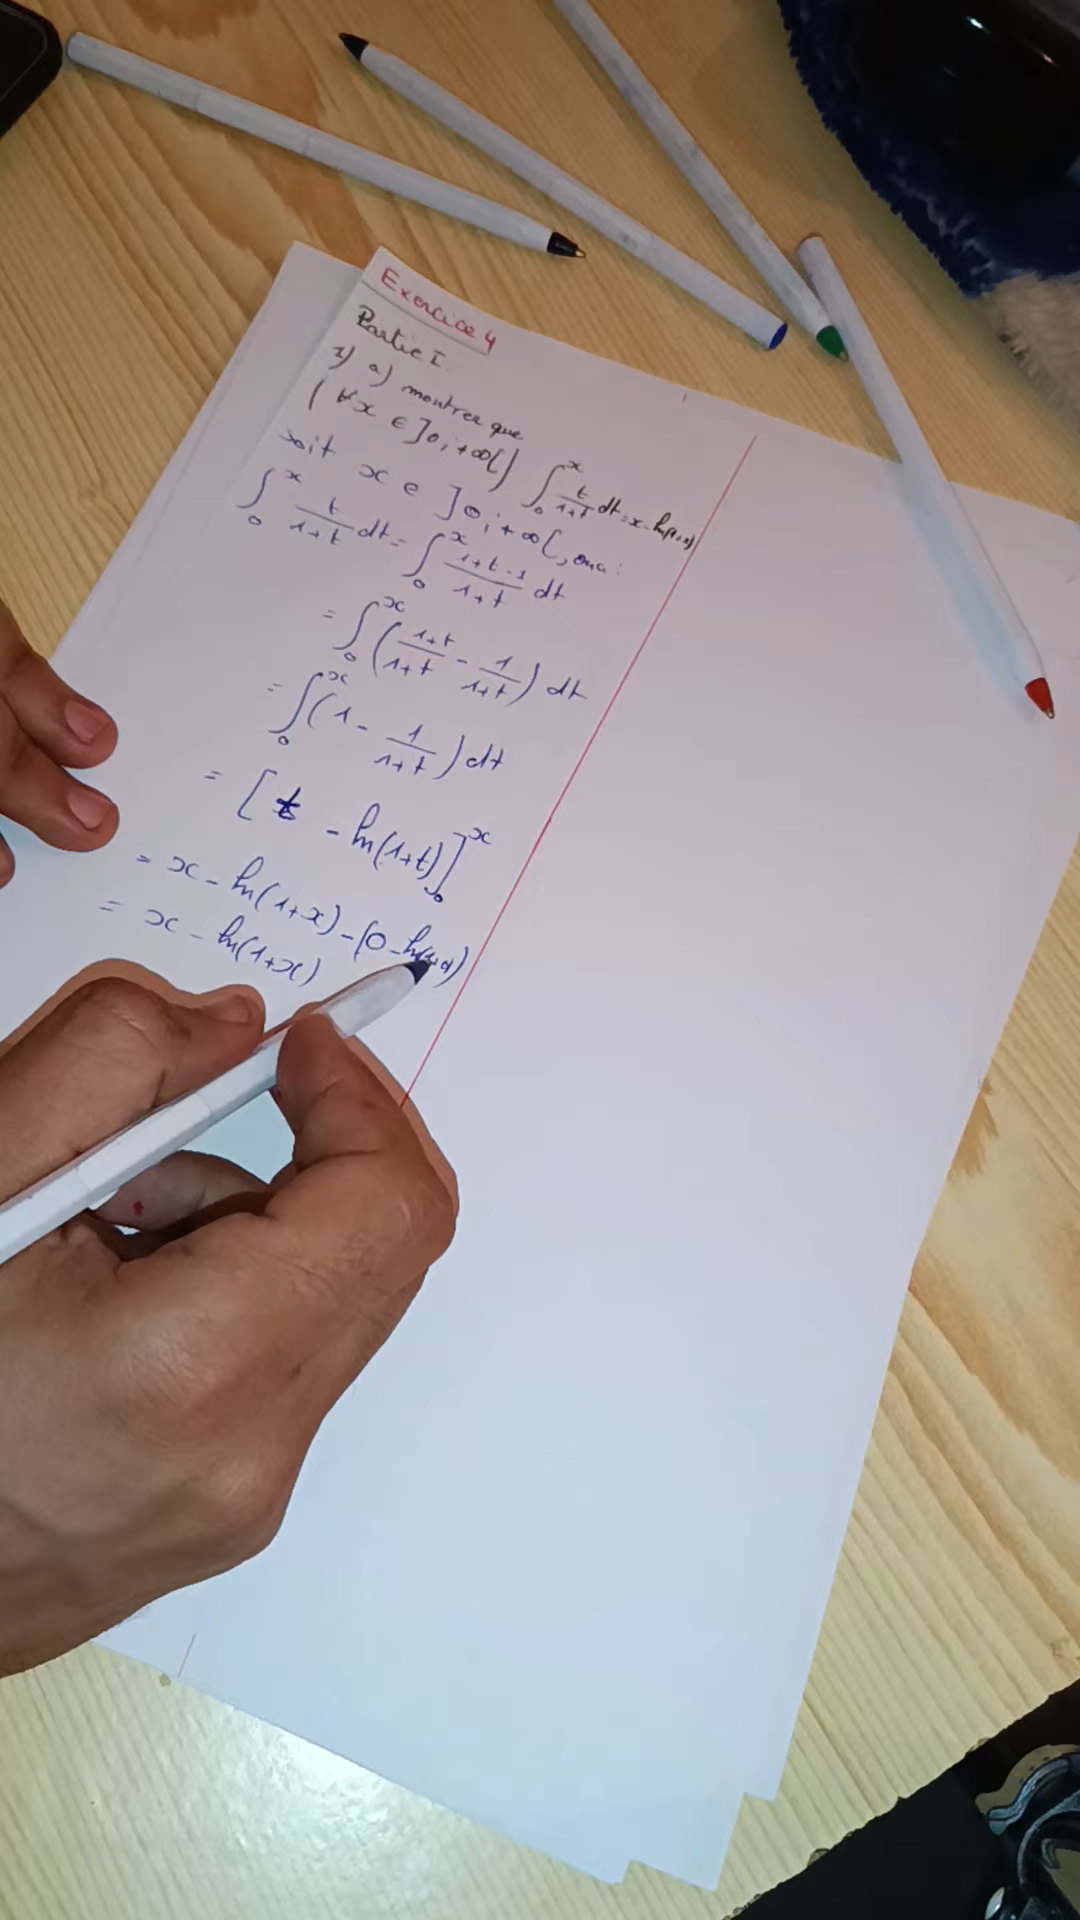 Exercice 4
Partie I
1) a) montrer que
(∀x ∈ ]0;+∞[) ∫₀ˣ t/(1+t) dt = x - ln(1+x)
soit x ∈ ]0;+∞[, on a:
∫₀ˣ t/(1+t) dt = ∫₀ˣ (1+t-1)/(1+t) dt
= ∫₀ˣ ((1+t)/(1+t) - 1/(1+t)) dt
= ∫₀ˣ (1 - 1/(1+t)) dt
= [t - ln(1+t)]₀ˣ
= x - ln(1+x) - (0 - ln(1+0))
= x - ln(1+x)